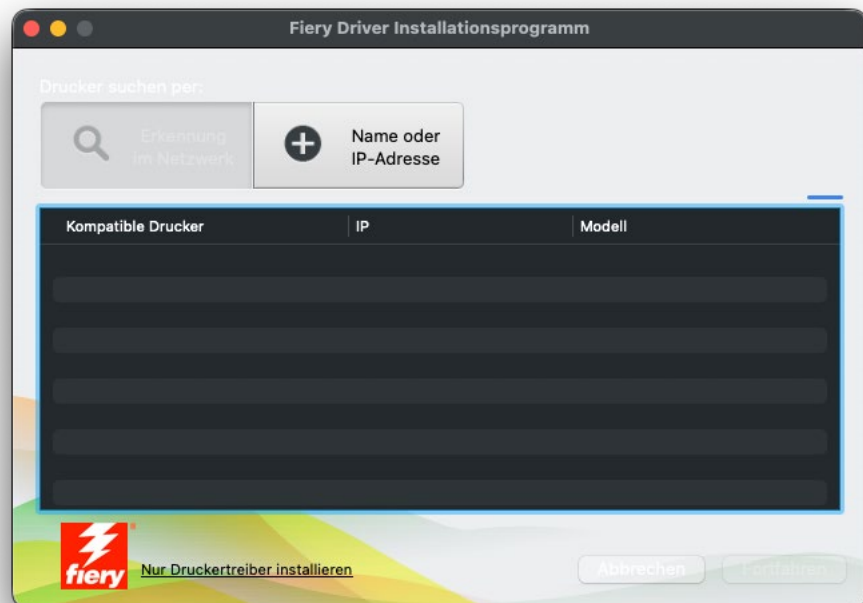 Fiery Driver Installationsprogramm
Drucker suchen per:
Erkennung
im Netzwerk
Name oder
IP-Adresse
Kompatible Drucker IP Modell
fiery
Nur Druckertreiber installieren
Abbrechen Fortfahren